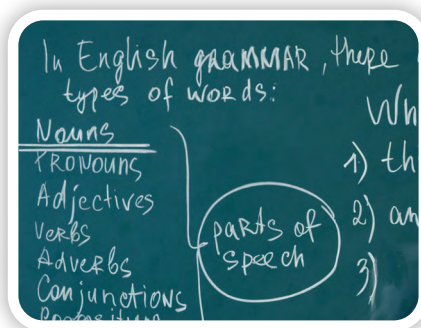 In English grammar, there
types of words:
Nouns
Pronouns
Adjectives
Verbs
Adverbs
Conjunctions
parts of
speech
Wh
1) th
2) an
3)